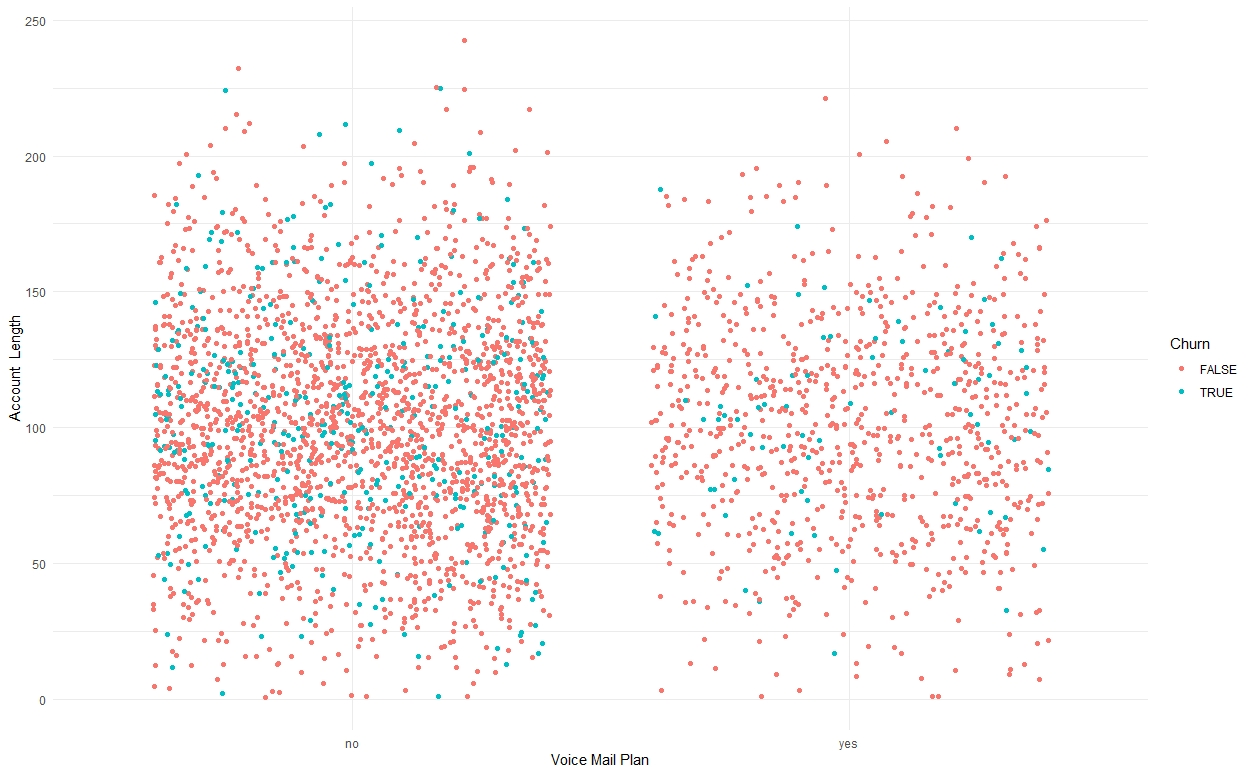 250
200
150
100
50
0
Account Length
no
yes
Voice Mail Plan
Churn
FALSE
TRUE